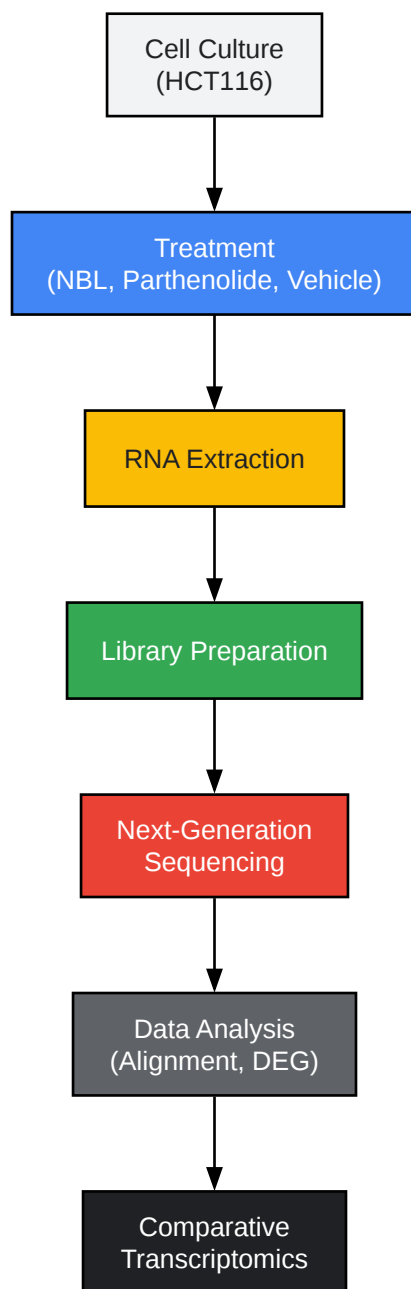 Cell Culture
(HCT116)
Treatment
(NBL, Parthenolide, Vehicle)
RNA Extraction
Library Preparation
Next-Generation
Sequencing
Data Analysis
(Alignment, DEG)
Comparative
Transcriptomics